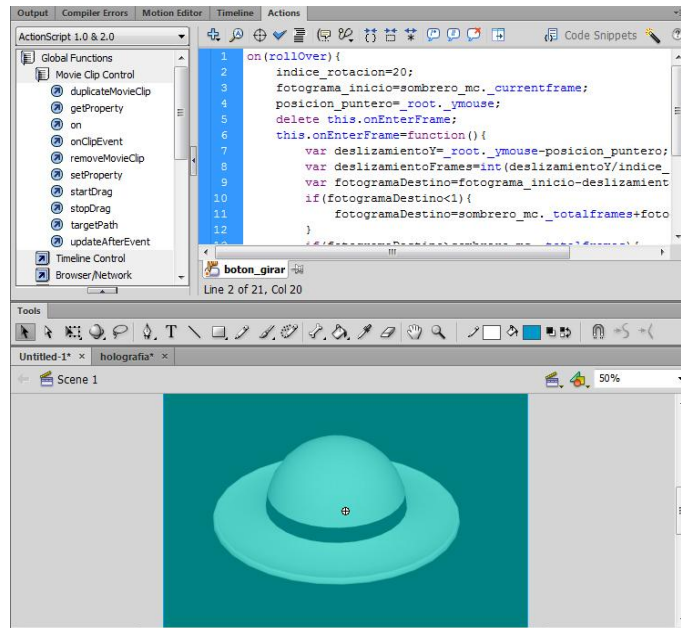 Output Compiler Errors Motion Editor Timeline Actions
ActionScript 1.0 & 2.0
Global Functions
Movie Clip Control
duplicateMovieClip
getProperty
on
onClipEvent
removeMovieClip
setProperty
startDrag
stopDrag
targetPath
updateAfterEvent
Timeline Control
Browser/Network
Code Snippets
1 on(rollOver){
2 indice_rotacion=20;
3 fotograma_inicio=sombrero_mc._currentframe;
4 posicion_puntero=_root._ymouse;
5 delete this.onEnterFrame;
6 this.onEnterFrame=function(){
7 var deslizamientoY=_root._ymouse-posicion_puntero;
8 var deslizamientoFrames=int(deslizamientoY/indice_
9 var fotogramaDestino=fotograma_inicio-deslizamient
10 if(fotogramaDestino<1){
11 fotogramaDestino=sombrero_mc._totalframes+foto
12 }
boton_girar
Line 2 of 21, Col 20
Tools
T
Untitled-1* × holografia* ×
Scene 1
50%